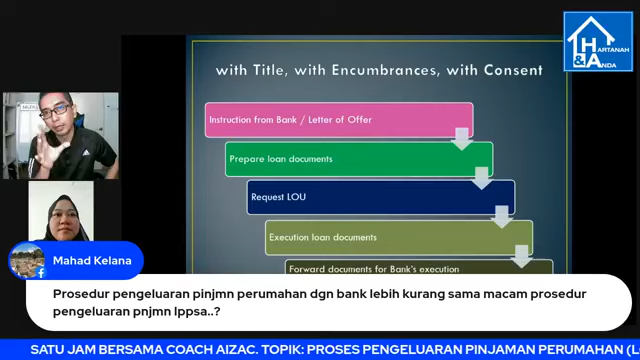 HARTANAH
& ANDA
with Title, with Encumbrances, with Consent
Instruction from Bank / Letter of Offer
Prepare loan documents
Request LOU
Execution loan documents
Forward documents for Bank's execution
Mahad Kelana
Prosedur pengeluaran pinjmn perumahan dgn bank lebih kurang sama macam prosedur
pengeluaran pnjmn lppsa..?
SATU JAM BERSAMA COACH AIZAC. TOPIK: PROSES PENGELUARAN PINJAMAN PERUMAHAN (L